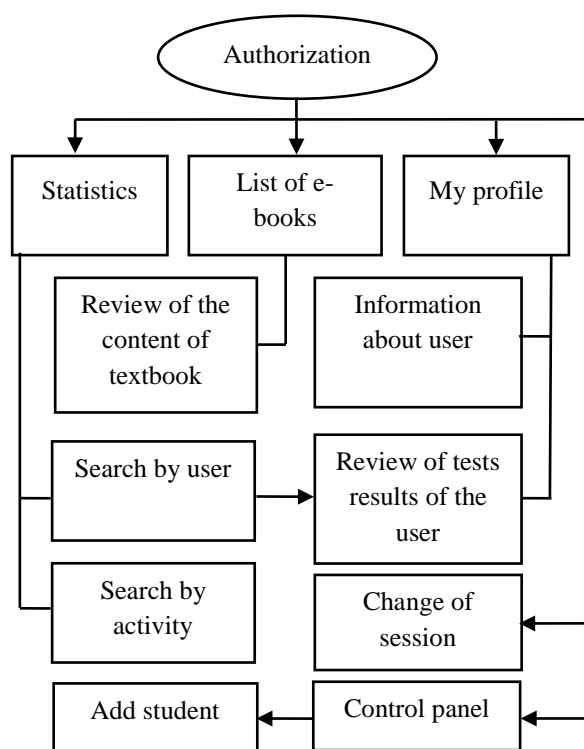 Authorization
Statistics
List of e-
books
My profile
Review of the
content of
textbook
Information
about user
Search by user
Review of tests
results of the
user
Search by
activity
Change of
session
Add student
Control panel